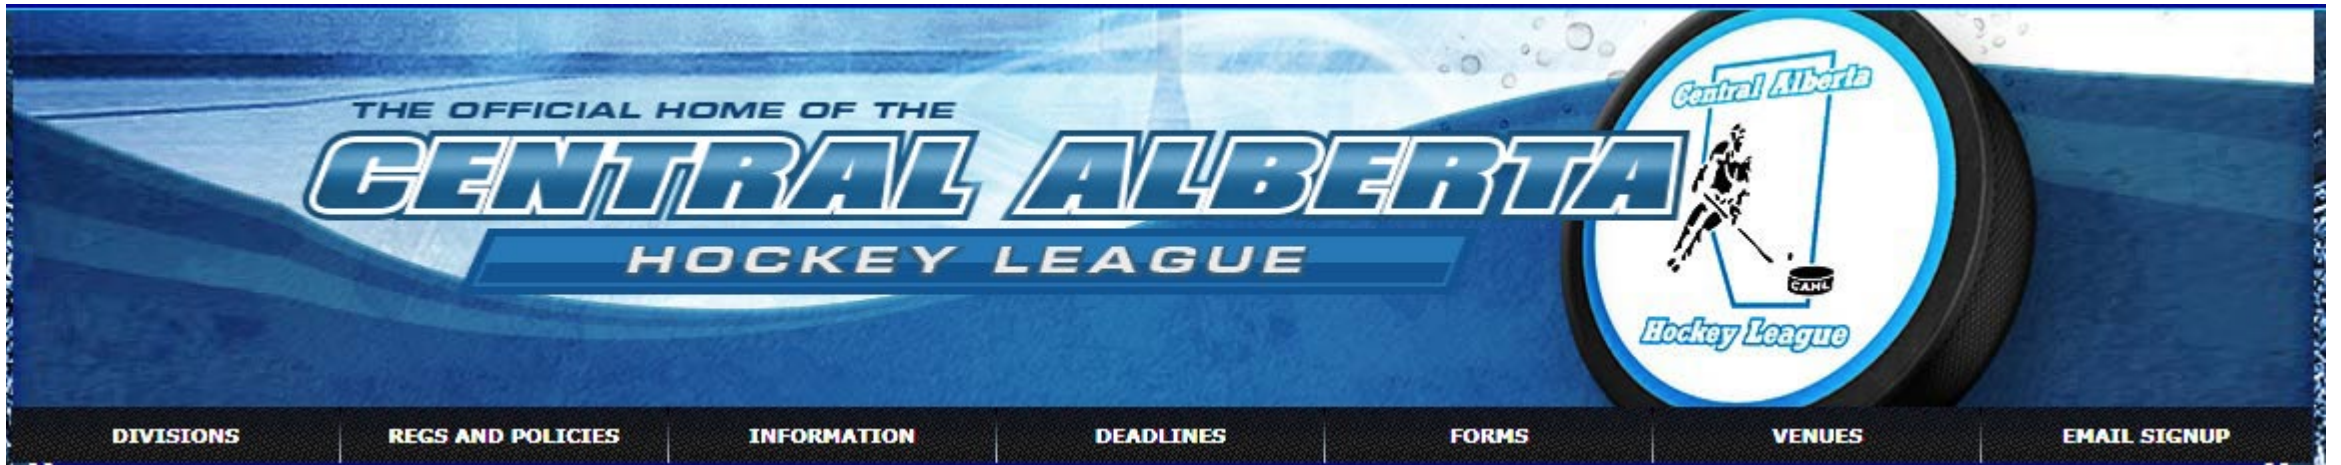 THE OFFICIAL HOME OF THE
CENTRAL ALBERTA
HOCKEY LEAGUE
Central Alberta
CAHL
Hockey League
DIVISIONS REGS AND POLICIES INFORMATION DEADLINES FORMS VENUES EMAIL SIGNUP